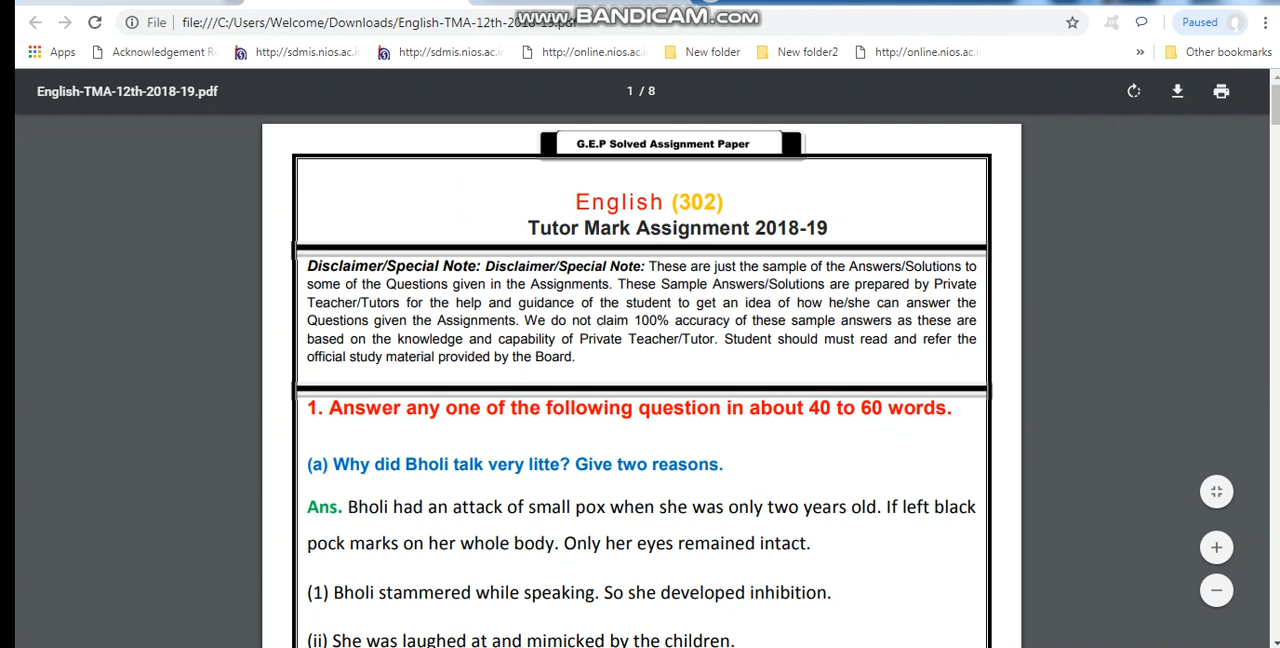 www.BANDICAM.com
File file:///C:/Users/Welcome/Downloads/English-TMA-12th-2018-19.pdf
Paused
Apps Acknowledgement R http://sdmis.nios.ac.i http://sdmis.nios.ac.in http://online.nios.ac.i New folder New folder2 http://online.nios.ac.i » Other bookmarks
English-TMA-12th-2018-19.pdf 1 / 8
G.E.P Solved Assignment Paper
English (302)
Tutor Mark Assignment 2018-19
Disclaimer/Special Note: Disclaimer/Special Note: These are just the sample of the Answers/Solutions to
some of the Questions given in the Assignments. These Sample Answers/Solutions are prepared by Private
Teacher/Tutors for the help and guidance of the student to get an idea of how he/she can answer the
Questions given the Assignments. We do not claim 100% accuracy of these sample answers as these are
based on the knowledge and capability of Private Teacher/Tutor. Student should must read and refer the
official study material provided by the Board.
1. Answer any one of the following question in about 40 to 60 words.
(a) Why did Bholi talk very litte? Give two reasons.
Ans. Bholi had an attack of small pox when she was only two years old. If left black
pock marks on her whole body. Only her eyes remained intact.
(1) Bholi stammered while speaking. So she developed inhibition.
(ii) She was laughed at and mimicked by the children.